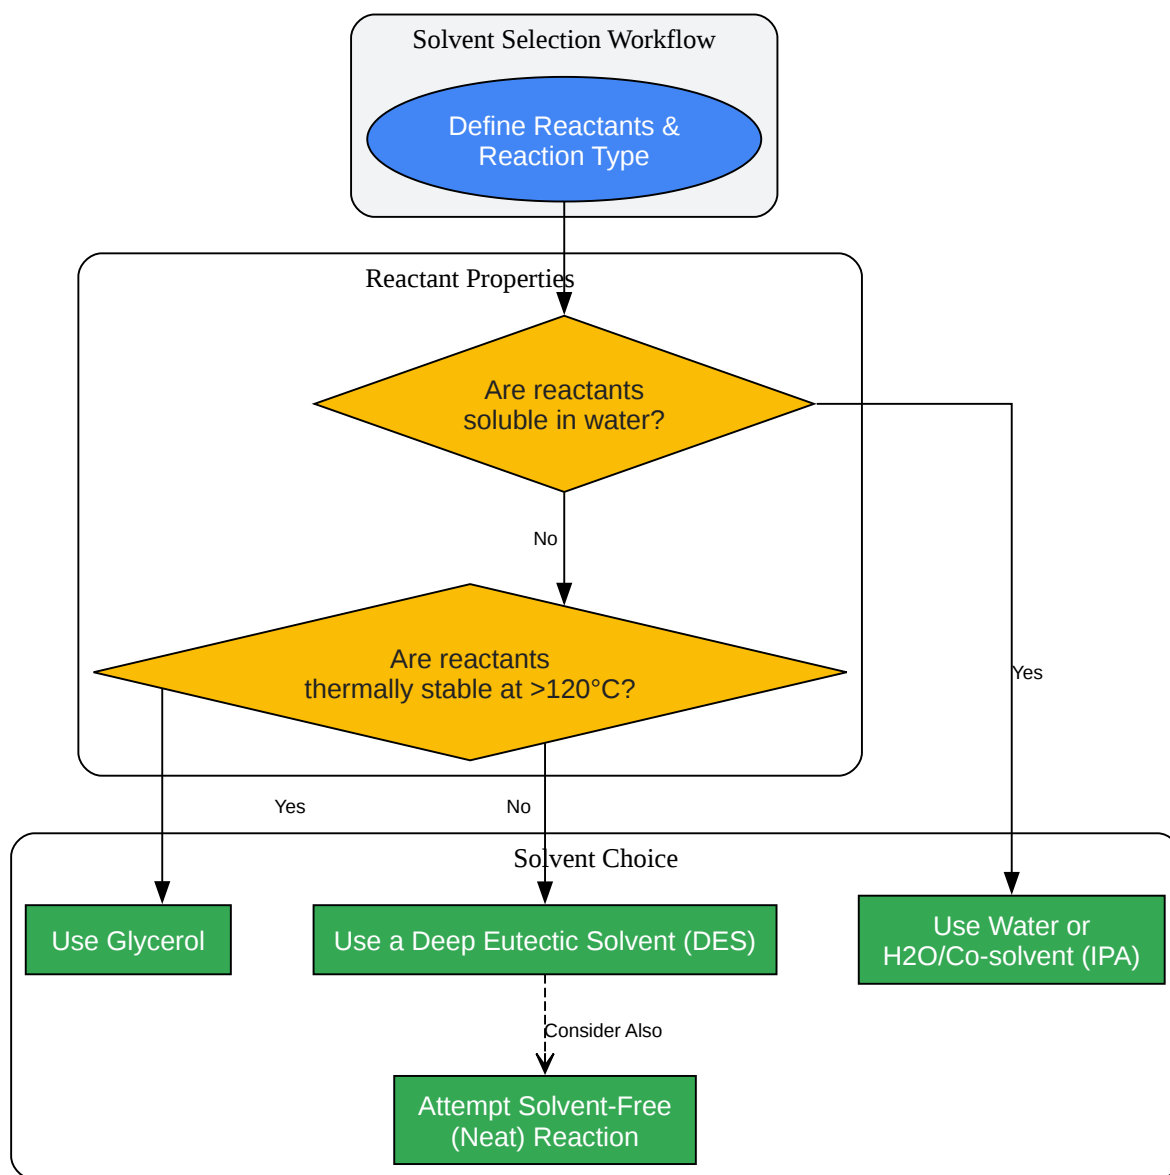 Solvent Selection Workflow
Define Reactants &
Reaction Type
Reactant Properties
Are reactants
soluble in water?
No
Are reactants
thermally stable at >120°C?
Yes
Yes
No
Solvent Choice
Use Glycerol
Use a Deep Eutectic Solvent (DES)
Use Water or
H2O/Co-solvent (IPA)
Consider Also
Attempt Solvent-Free
(Neat) Reaction